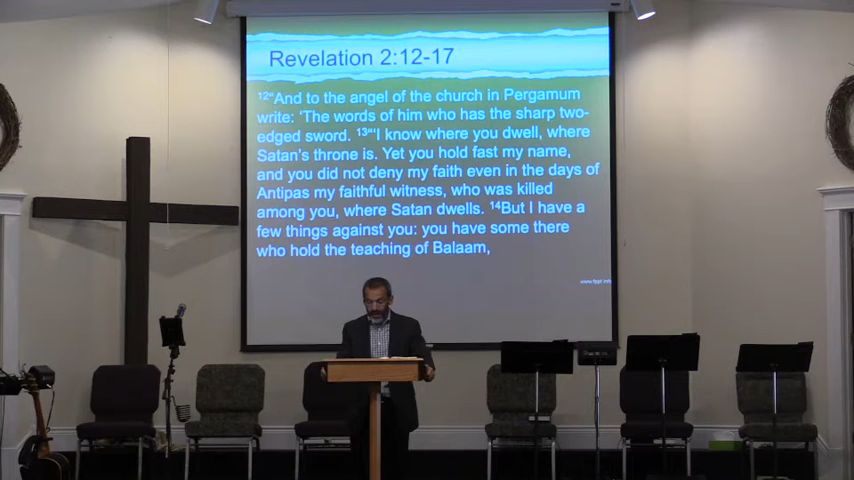 Revelation 2:12-17
12“And to the angel of the church in Pergamum
write: ‘The words of him who has the sharp two-
edged sword. 13“‘I know where you dwell, where
Satan's throne is. Yet you hold fast my name,
and you did not deny my faith even in the days of
Antipas my faithful witness, who was killed
among you, where Satan dwells. 14But I have a
few things against you: you have some there
who hold the teaching of Balaam,
www.fppt.info